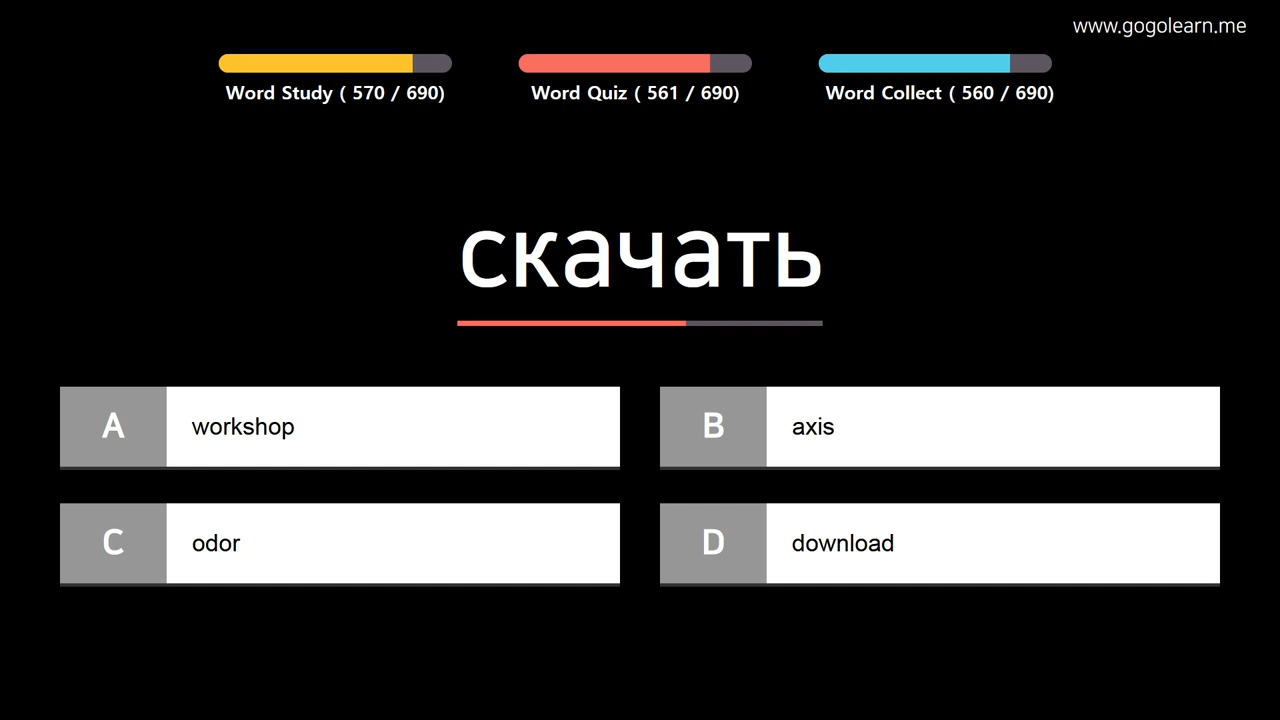 www.gogolearn.me
Word Study ( 570 / 690)
Word Quiz ( 561 / 690)
Word Collect ( 560 / 690)
скачать
A workshop
B axis
C odor
D download